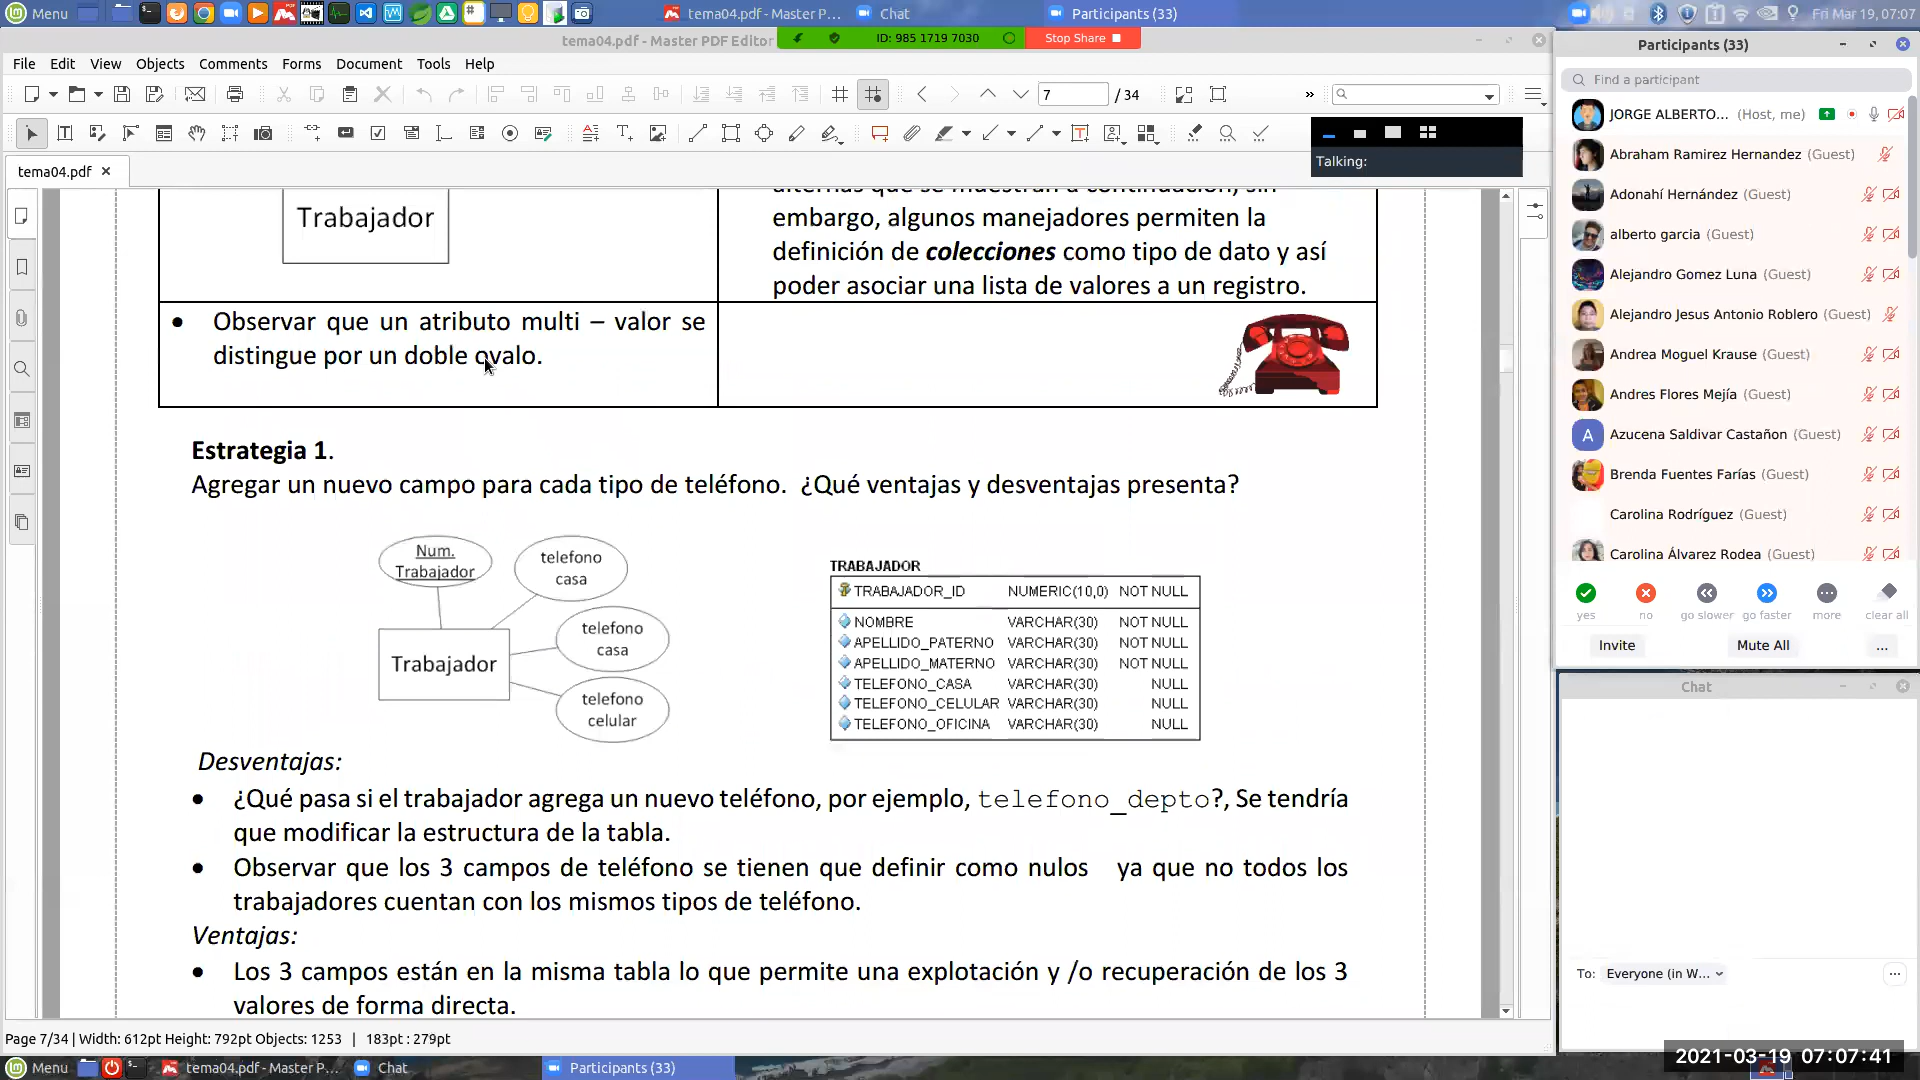 Menu
tema04.pdf - Master P...
Chat
Participants (33)
Fri Mar 19, 07:07
tema04.pdf - Master PDF Editor
ID: 985 1719 7030
Stop Share
File Edit View Objects Comments Forms Document Tools Help
7 / 34
Talking:
tema04.pdf
Trabajador
alternas que se muestran a continuación, sin
embargo, algunos manejadores permiten la
definición de colecciones como tipo de dato y así
poder asociar una lista de valores a un registro.
• Observar que un atributo multi – valor se
distingue por un doble ovalo.
Estrategia 1.
Agregar un nuevo campo para cada tipo de teléfono. ¿Qué ventajas y desventajas presenta?
Num.
Trabajador
telefono
casa
telefono
casa
telefono
celular
Trabajador
TRABAJADOR
TRABAJADOR_ID NUMERIC(10,0) NOT NULL
NOMBRE VARCHAR(30) NOT NULL
APELLIDO_PATERNO VARCHAR(30) NOT NULL
APELLIDO_MATERNO VARCHAR(30) NOT NULL
TELEFONO_CASA VARCHAR(30) NULL
TELEFONO_CELULAR VARCHAR(30) NULL
TELEFONO_OFICINA VARCHAR(30) NULL
Desventajas:
• ¿Qué pasa si el trabajador agrega un nuevo teléfono, por ejemplo, telefono_depto?, Se tendría
que modificar la estructura de la tabla.
• Observar que los 3 campos de teléfono se tienen que definir como nulos ya que no todos los
trabajadores cuentan con los mismos tipos de teléfono.
Ventajas:
• Los 3 campos están en la misma tabla lo que permite una explotación y /o recuperación de los 3
valores de forma directa.
Page 7/34 | Width: 612pt Height: 792pt Objects: 1253 | 183pt : 279pt
Participants (33)
Find a participant
JORGE ALBERTO... (Host, me)
Abraham Ramirez Hernandez (Guest)
Adonahí Hernández (Guest)
alberto garcia (Guest)
Alejandro Gomez Luna (Guest)
Alejandro Jesus Antonio Roblero (Guest)
Andrea Moguel Krause (Guest)
Andres Flores Mejía (Guest)
A Azucena Saldivar Castañon (Guest)
Brenda Fuentes Farías (Guest)
Carolina Rodríguez (Guest)
Carolina Álvarez Rodea (Guest)
yes no go slower go faster more clear all
Invite Mute All ...
Chat
To: Everyone (in W...
2021-03-19 07:07:41
Menu
tema04.pdf - Master P...
Chat
Participants (33)